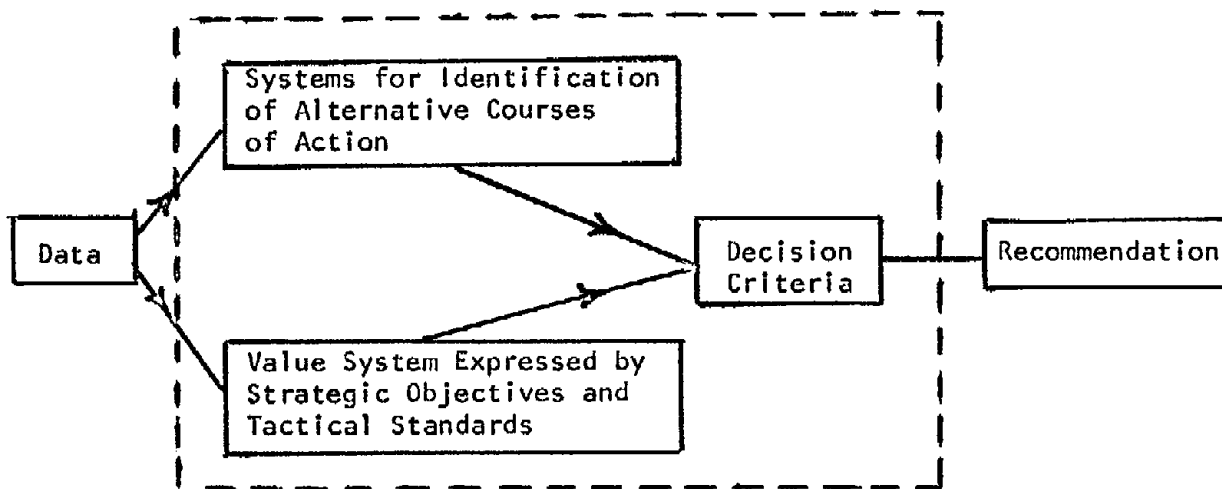 Systems for Identification
of Alternative Courses
of Action
Data
Decision
Criteria
Recommendation
Value System Expressed by
Strategic Objectives and
Tactical Standards